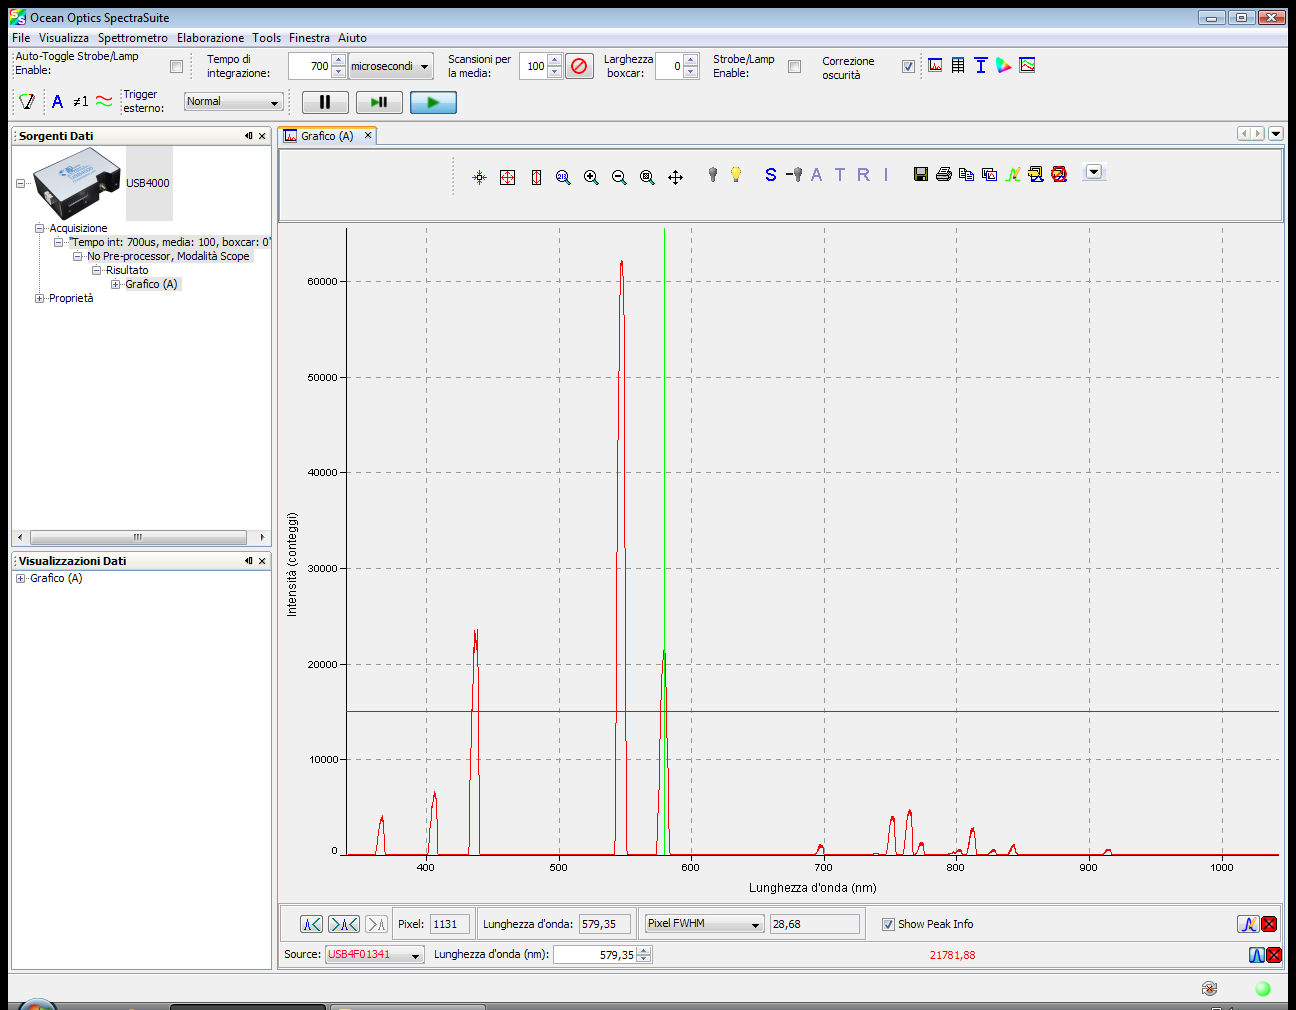 Ocean Optics SpectraSuite
File Visualizza Spettrometro Elaborazione Tools Finestra Aiuto
Auto-Toggle Strobe/Lamp Enable:
Tempo di integrazione: 700 microsecondi
Scansioni per la media: 100
Larghezza boxcar: 0
Strobe/Lamp Enable:
Correzione oscurità
A ≠1
Trigger esterno: Normal
Sorgenti Dati
USB4000
Acquisizione
"Tempo int: 700us, media: 100, boxcar: 0"
No Pre-processor, Modalità Scope
Risultato
Grafico (A)
Proprietà
Visualizzazioni Dati
Grafico (A)
Grafico (A)
S A T R I
Intensità (conteggi)
60000
50000
40000
30000
20000
10000
0
400 500 600 700 800 900 1000
Lunghezza d'onda (nm)
Pixel: 1131 Lunghezza d'onda: 579,35 Pixel FWHM 28,68 Show Peak Info
Source: USB4F01341 Lunghezza d'onda (nm): 579,35 21781,88